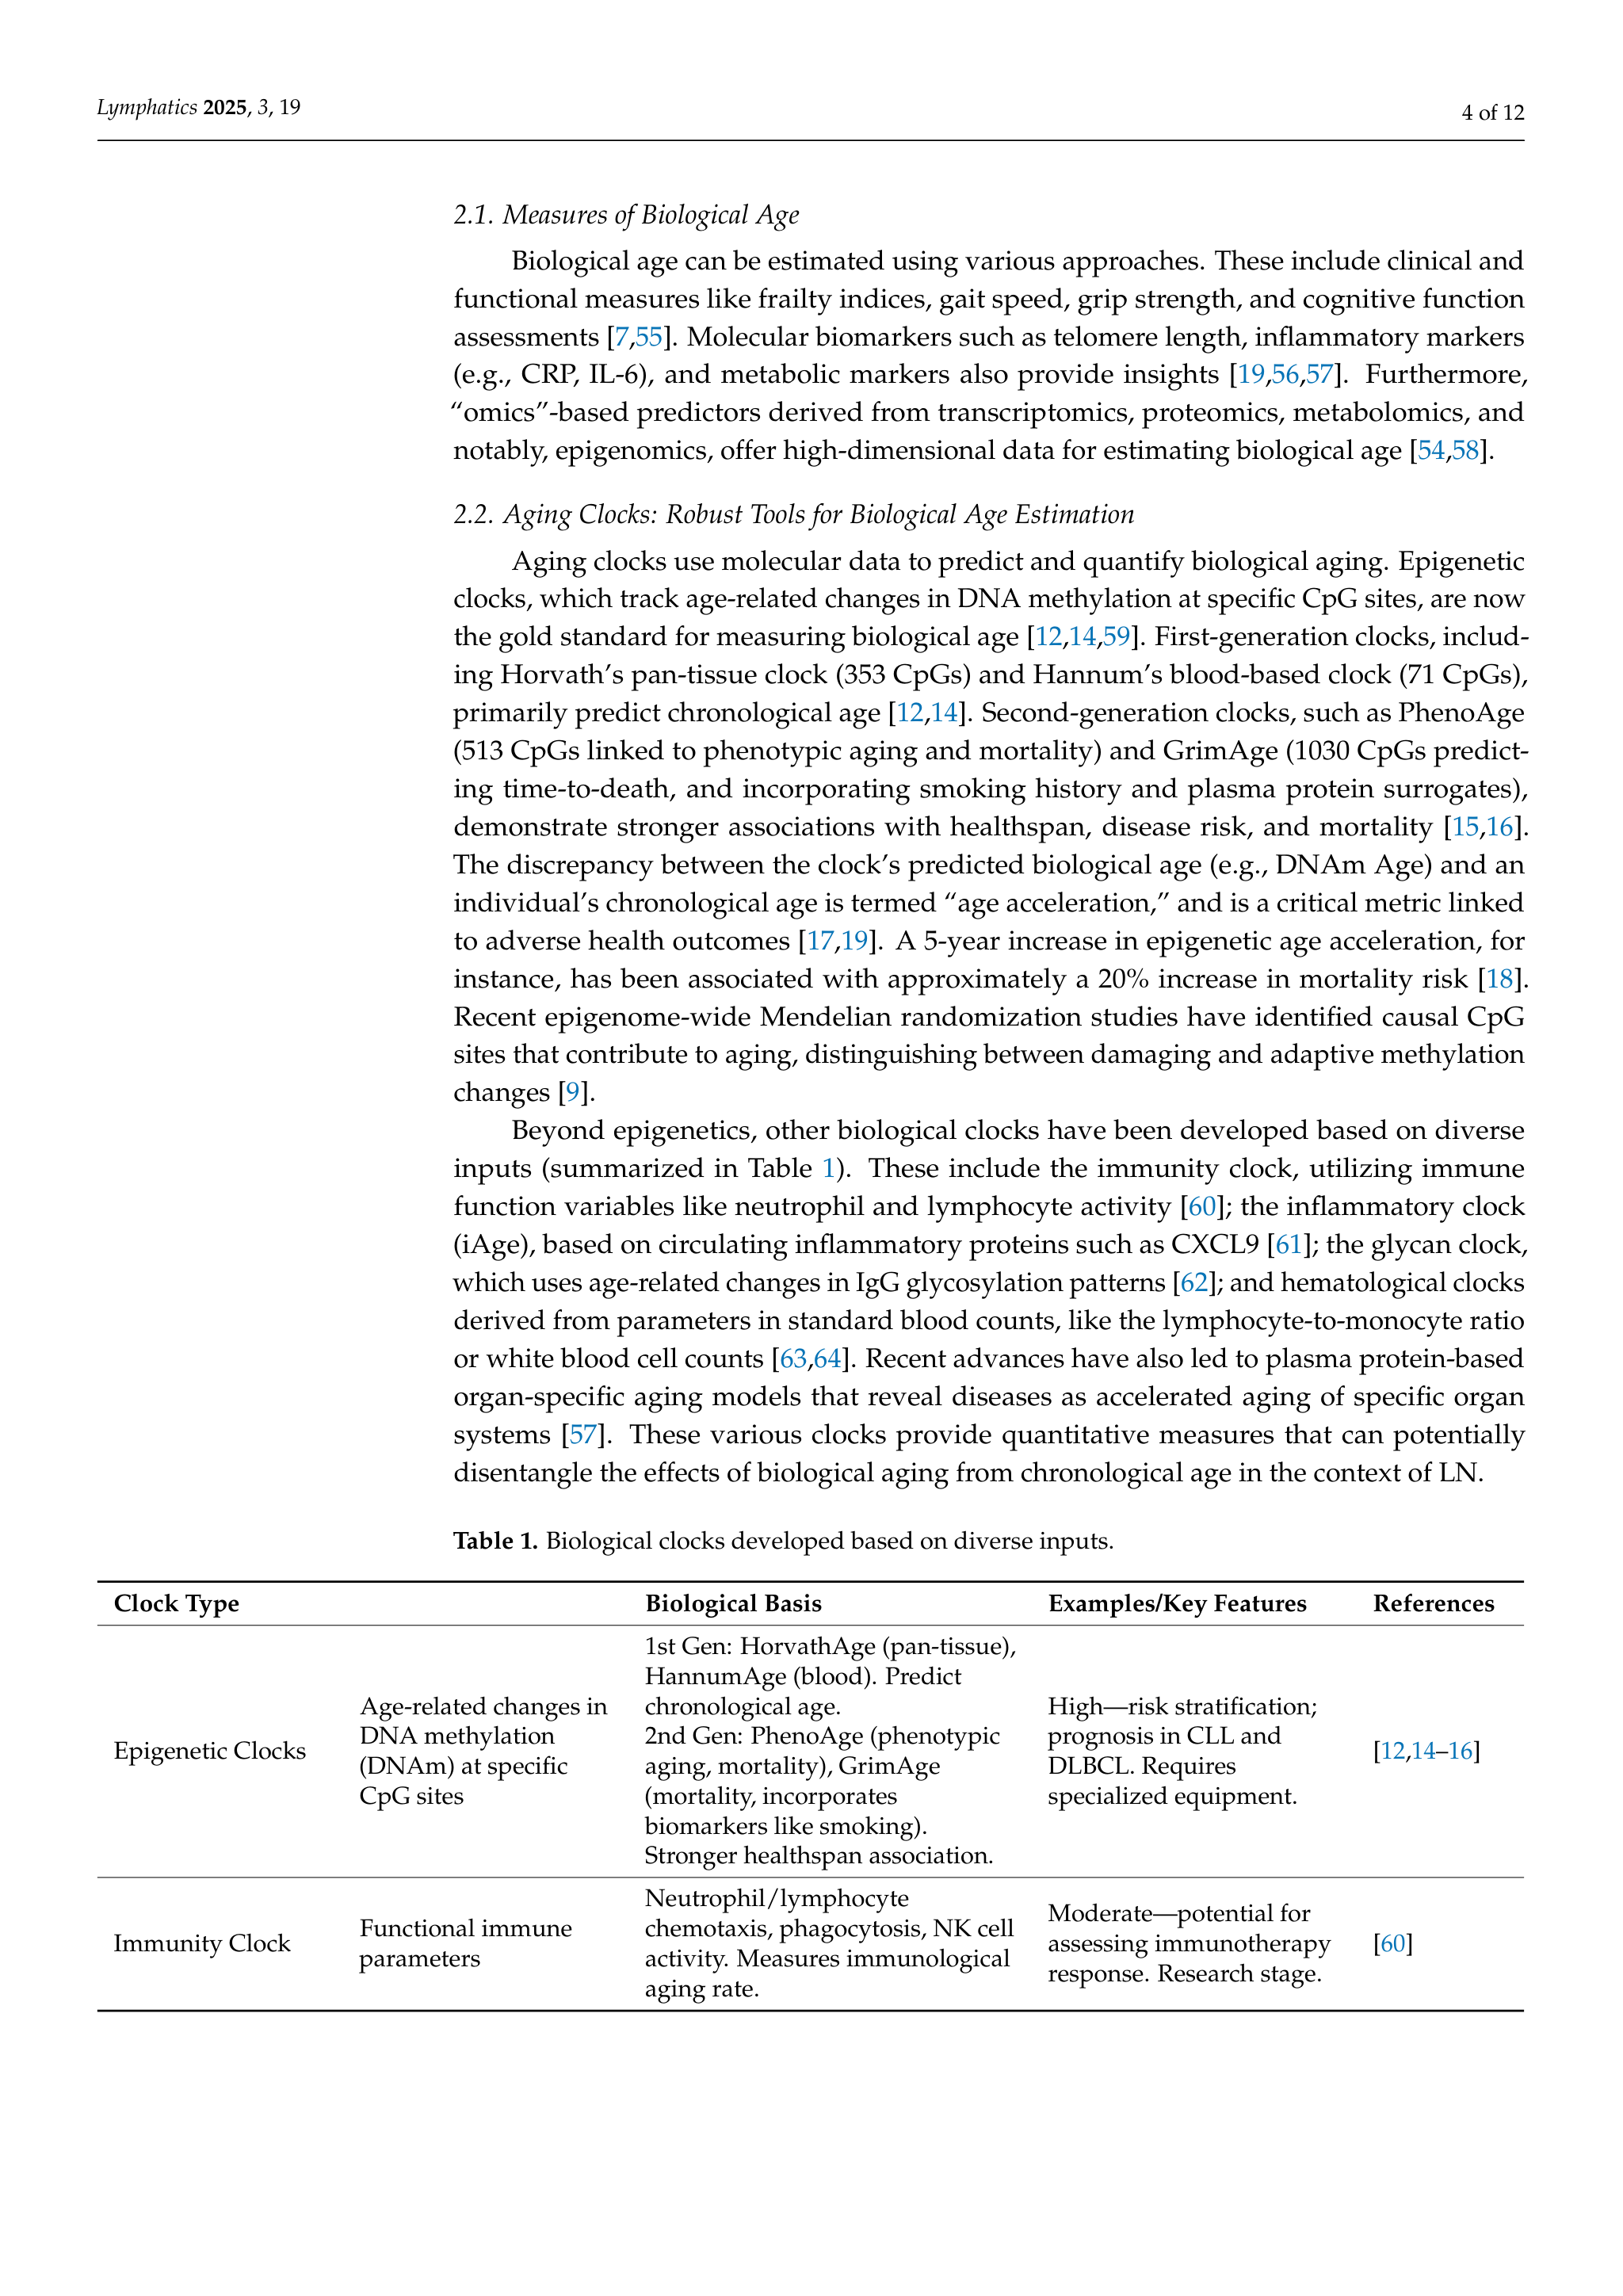 Lymphatics 2025, 3, 19
4 of 12
2.1. Measures of Biological Age
Biological age can be estimated using various approaches. These include clinical and
functional measures like frailty indices, gait speed, grip strength, and cognitive function
assessments [7,55]. Molecular biomarkers such as telomere length, inflammatory markers
(e.g., CRP, IL-6), and metabolic markers also provide insights [19,56,57]. Furthermore,
“omics”-based predictors derived from transcriptomics, proteomics, metabolomics, and
notably, epigenomics, offer high-dimensional data for estimating biological age [54,58].
2.2. Aging Clocks: Robust Tools for Biological Age Estimation
Aging clocks use molecular data to predict and quantify biological aging. Epigenetic
clocks, which track age-related changes in DNA methylation at specific CpG sites, are now
the gold standard for measuring biological age [12,14,59]. First-generation clocks, includ-
ing Horvath’s pan-tissue clock (353 CpGs) and Hannum’s blood-based clock (71 CpGs),
primarily predict chronological age [12,14]. Second-generation clocks, such as PhenoAge
(513 CpGs linked to phenotypic aging and mortality) and GrimAge (1030 CpGs predict-
ing time-to-death, and incorporating smoking history and plasma protein surrogates),
demonstrate stronger associations with healthspan, disease risk, and mortality [15,16].
The discrepancy between the clock’s predicted biological age (e.g., DNAm Age) and an
individual’s chronological age is termed “age acceleration,” and is a critical metric linked
to adverse health outcomes [17,19]. A 5-year increase in epigenetic age acceleration, for
instance, has been associated with approximately a 20% increase in mortality risk [18].
Recent epigenome-wide Mendelian randomization studies have identified causal CpG
sites that contribute to aging, distinguishing between damaging and adaptive methylation
changes [9].
Beyond epigenetics, other biological clocks have been developed based on diverse
inputs (summarized in Table 1). These include the immunity clock, utilizing immune
function variables like neutrophil and lymphocyte activity [60]; the inflammatory clock
(iAge), based on circulating inflammatory proteins such as CXCL9 [61]; the glycan clock,
which uses age-related changes in IgG glycosylation patterns [62]; and hematological clocks
derived from parameters in standard blood counts, like the lymphocyte-to-monocyte ratio
or white blood cell counts [63,64]. Recent advances have also led to plasma protein-based
organ-specific aging models that reveal diseases as accelerated aging of specific organ
systems [57]. These various clocks provide quantitative measures that can potentially
disentangle the effects of biological aging from chronological age in the context of LN.
Table 1. Biological clocks developed based on diverse inputs.
Clock Type
Biological Basis
Examples/Key Features
References
Epigenetic Clocks
Age-related changes in
DNA methylation
(DNAm) at specific
CpG sites
1st Gen: HorvathAge (pan-tissue),
HannumAge (blood). Predict
chronological age.
2nd Gen: PhenoAge (phenotypic
aging, mortality), GrimAge
(mortality, incorporates
biomarkers like smoking).
Stronger healthspan association.
High—risk stratification;
prognosis in CLL and
DLBCL. Requires
specialized equipment.
[12,14–16]
Immunity Clock
Functional immune
parameters
Neutrophil/lymphocyte
chemotaxis, phagocytosis, NK cell
activity. Measures immunological
aging rate.
Moderate—potential for
assessing immunotherapy
response. Research stage.
[60]